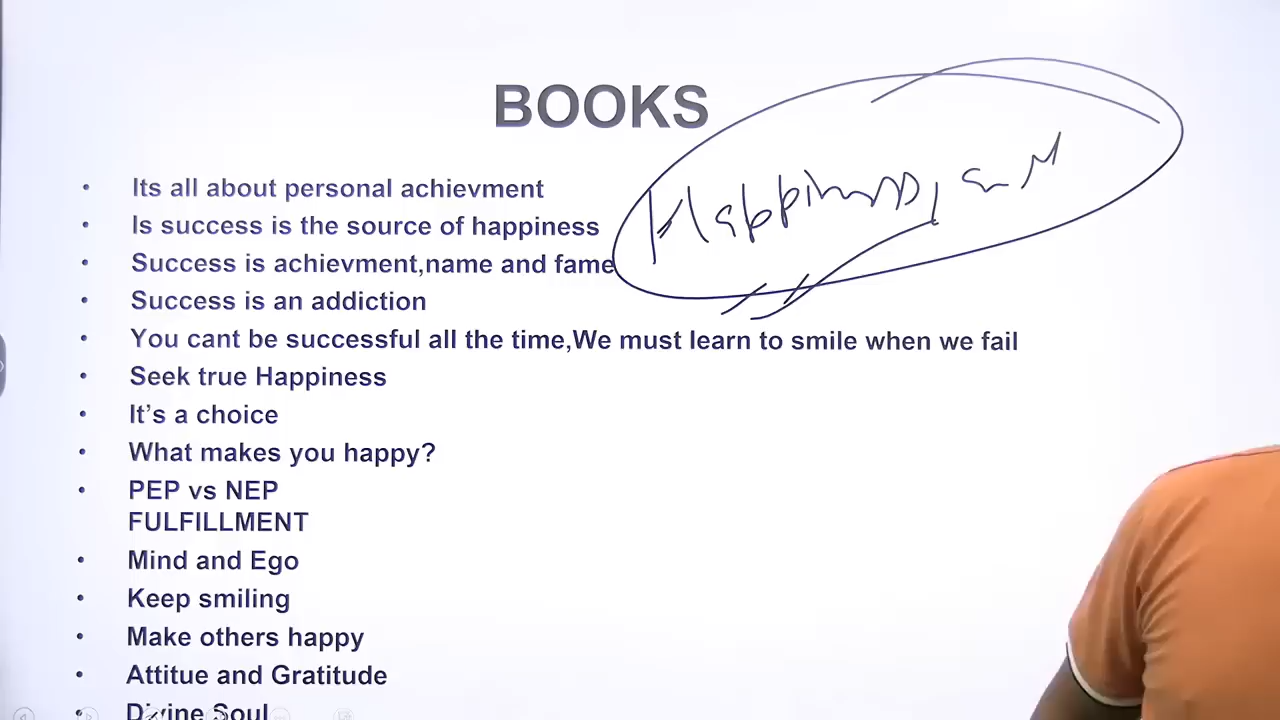 BOOKS
Happiness,
• Its all about personal achievment
• Is success is the source of happiness
• Success is achievment,name and fame
• Success is an addiction
• You cant be successful all the time,We must learn to smile when we fail
• Seek true Happiness
• It’s a choice
• What makes you happy?
• PEP vs NEP
FULFILLMENT
• Mind and Ego
• Keep smiling
• Make others happy
• Attitue and Gratitude
• Divine Soul